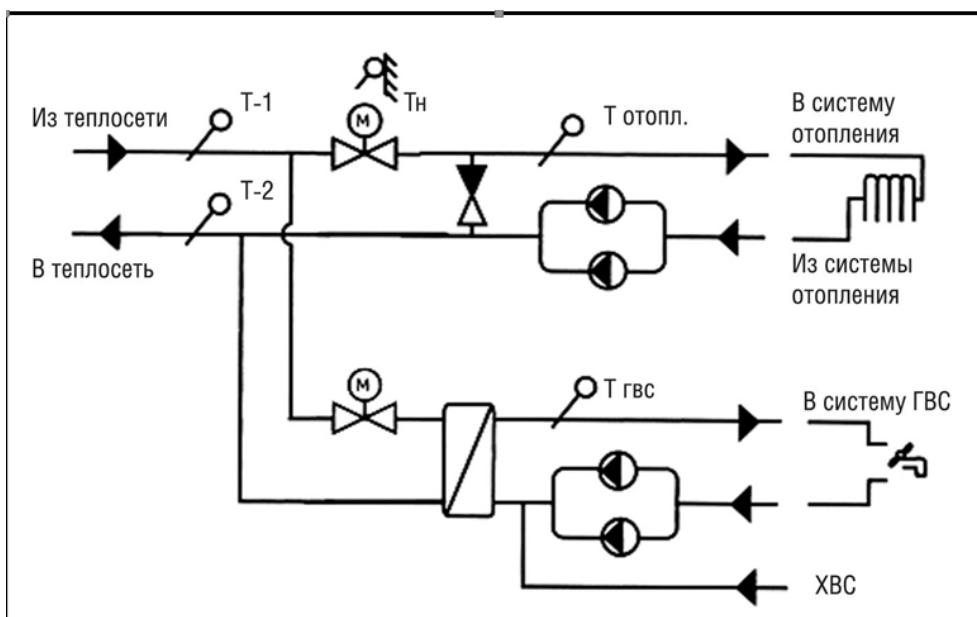 Т-1
Тн
Из теплосети
М
Т отопл.
В систему
отопления
Т-2
В теплосеть
Из системы
отопления
М
Т гвс
В систему ГВС
ХВС